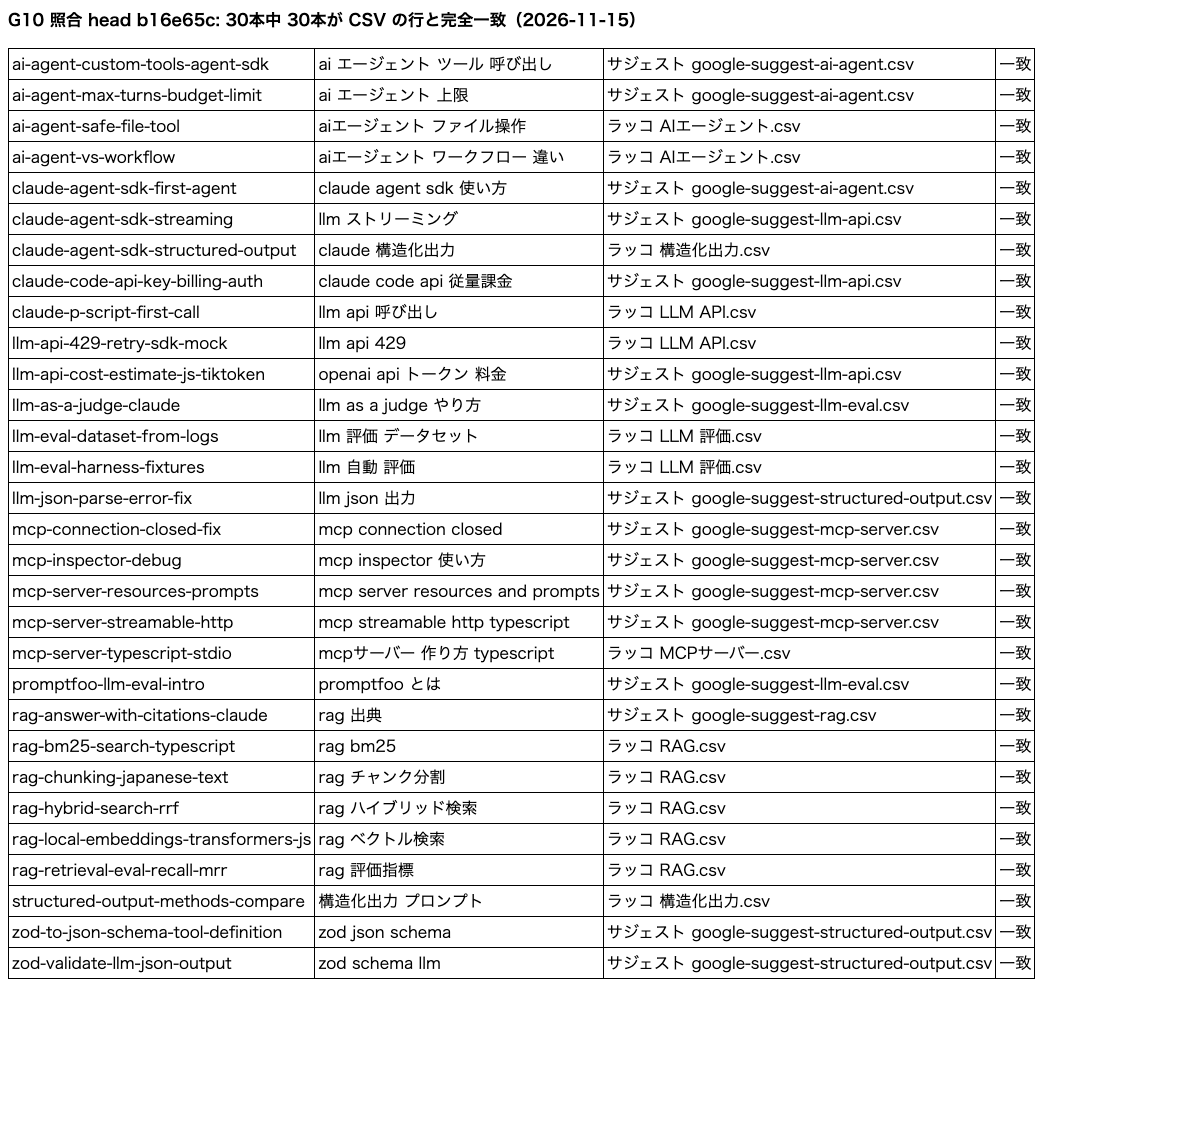 G10 照合 head b16e65c: 30本中 30本が CSV の行と完全一致（2026-11-15）
ai-agent-custom-tools-agent-sdk ai エージェント ツール 呼び出し サジェスト google-suggest-ai-agent.csv 一致
ai-agent-max-turns-budget-limit ai エージェント 上限 サジェスト google-suggest-ai-agent.csv 一致
ai-agent-safe-file-tool aiエージェント ファイル操作 ラッコ AIエージェント.csv 一致
ai-agent-vs-workflow aiエージェント ワークフロー 違い ラッコ AIエージェント.csv 一致
claude-agent-sdk-first-agent claude agent sdk 使い方 サジェスト google-suggest-ai-agent.csv 一致
claude-agent-sdk-streaming llm ストリーミング サジェスト google-suggest-llm-api.csv 一致
claude-agent-sdk-structured-output claude 構造化出力 ラッコ 構造化出力.csv 一致
claude-code-api-key-billing-auth claude code api 従量課金 サジェスト google-suggest-llm-api.csv 一致
claude-p-script-first-call llm api 呼び出し ラッコ LLM API.csv 一致
llm-api-429-retry-sdk-mock llm api 429 ラッコ LLM API.csv 一致
llm-api-cost-estimate-js-tiktoken openai api トークン 料金 サジェスト google-suggest-llm-api.csv 一致
llm-as-a-judge-claude llm as a judge やり方 サジェスト google-suggest-llm-eval.csv 一致
llm-eval-dataset-from-logs llm 評価 データセット ラッコ LLM 評価.csv 一致
llm-eval-harness-fixtures llm 自動 評価 ラッコ LLM 評価.csv 一致
llm-json-parse-error-fix llm json 出力 サジェスト google-suggest-structured-output.csv 一致
mcp-connection-closed-fix mcp connection closed サジェスト google-suggest-mcp-server.csv 一致
mcp-inspector-debug mcp inspector 使い方 サジェスト google-suggest-mcp-server.csv 一致
mcp-server-resources-prompts mcp server resources and prompts サジェスト google-suggest-mcp-server.csv 一致
mcp-server-streamable-http mcp streamable http typescript サジェスト google-suggest-mcp-server.csv 一致
mcp-server-typescript-stdio mcpサーバー 作り方 typescript ラッコ MCPサーバー.csv 一致
promptfoo-llm-eval-intro promptfoo とは サジェスト google-suggest-llm-eval.csv 一致
rag-answer-with-citations-claude rag 出典 サジェスト google-suggest-rag.csv 一致
rag-bm25-search-typescript rag bm25 ラッコ RAG.csv 一致
rag-chunking-japanese-text rag チャンク分割 ラッコ RAG.csv 一致
rag-hybrid-search-rrf rag ハイブリッド検索 ラッコ RAG.csv 一致
rag-local-embeddings-transformers-js rag ベクトル検索 ラッコ RAG.csv 一致
rag-retrieval-eval-recall-mrr rag 評価指標 ラッコ RAG.csv 一致
structured-output-methods-compare 構造化出力 プロンプト ラッコ 構造化出力.csv 一致
zod-to-json-schema-tool-definition zod json schema サジェスト google-suggest-structured-output.csv 一致
zod-validate-llm-json-output zod schema llm サジェスト google-suggest-structured-output.csv 一致